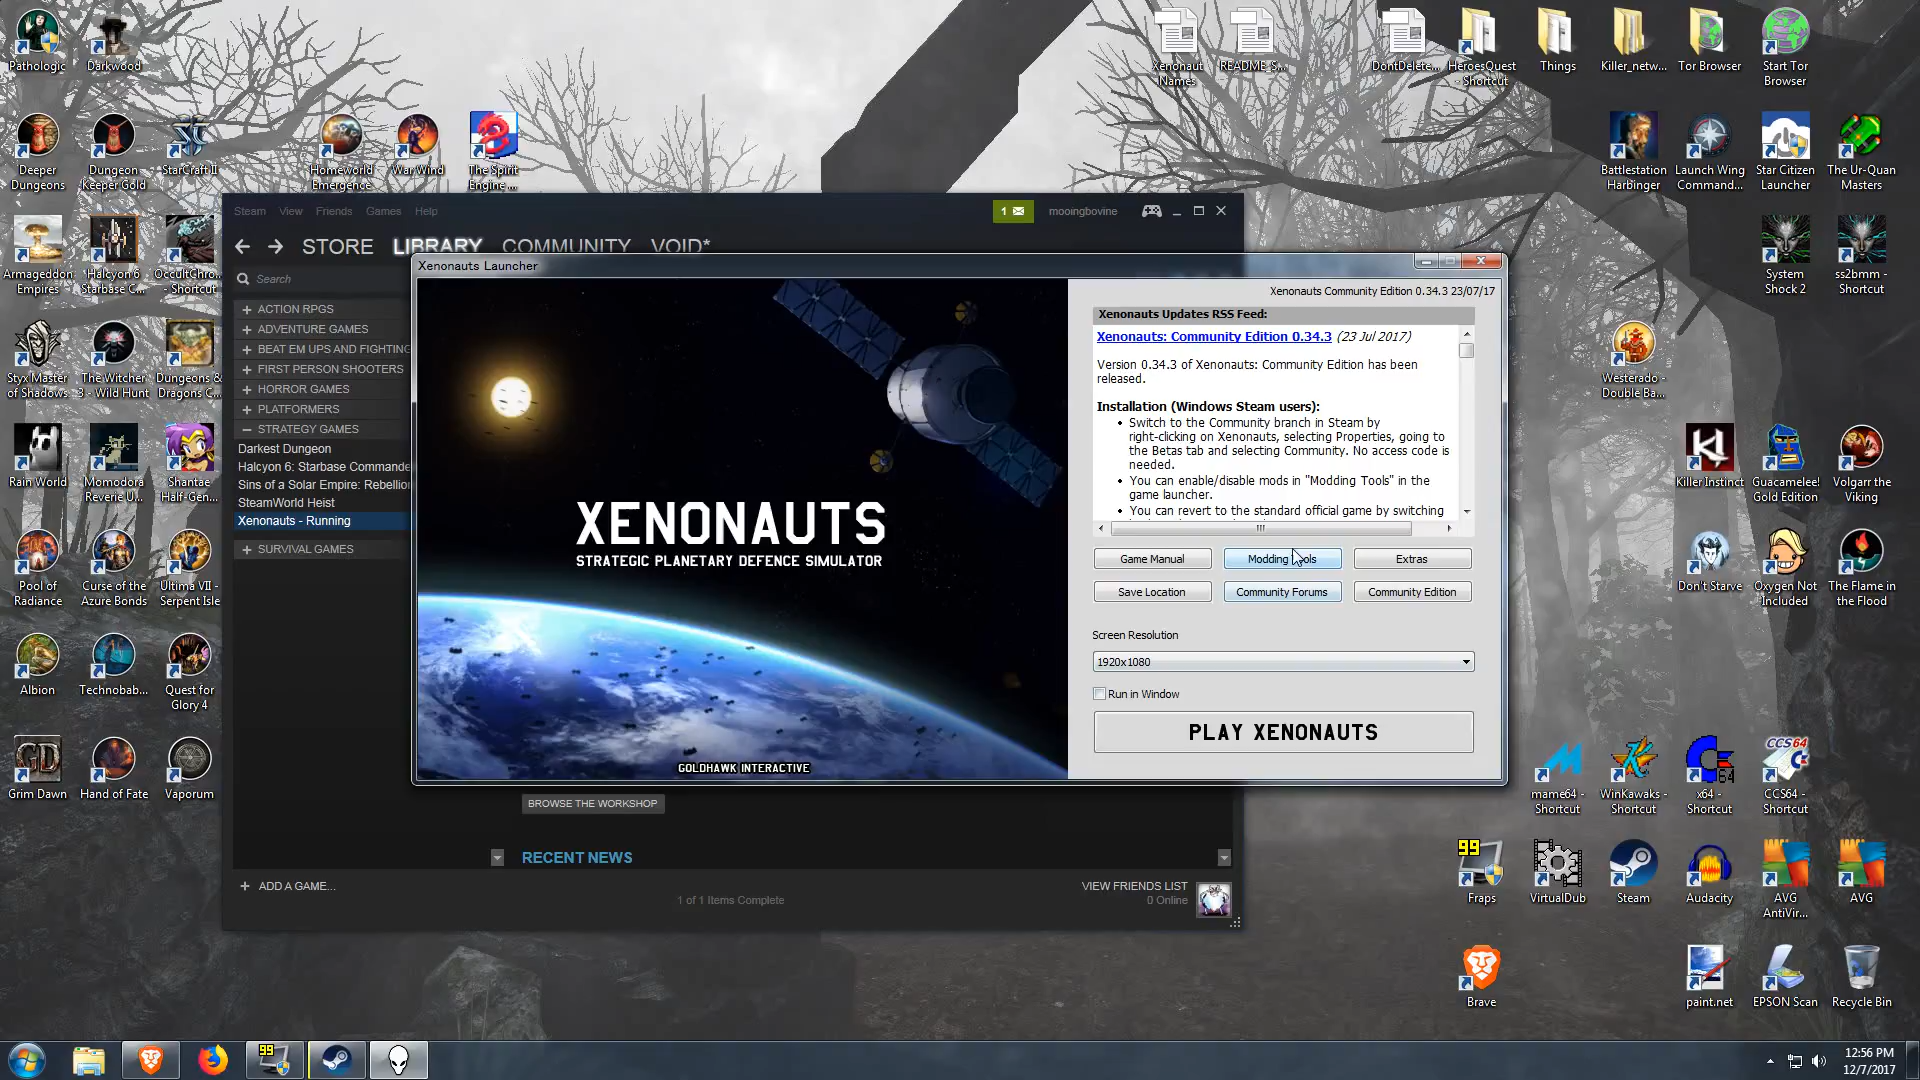 Pathologic
Darkwood
Xenonaut
Names
README_S...
DontDelete...
HeroesQuest
- Shortcut
Things
Killer_netw...
Tor Browser
Start Tor
Browser
Deeper
Dungeons
Dungeon
Keeper Gold
StarCraft II
Homeworld
Emergence
War Wind
The Spirit
Engine ...
Battlestation
Harbinger
Launch Wing
Command...
Star Citizen
Launcher
The Ur-Quan
Masters
Armageddon
Empires
Halcyon 6
Starbase C...
OccultChro...
- Shortcut
System
Shock 2
ss2bmm -
Shortcut
Styx Master
of Shadows
The Witcher
3 - Wild Hunt
Dungeons &
Dragons C...
Westerado -
Double Ba...
Rain World
Momodora
Reverie U...
Shantae
Half-Gen...
Killer Instinct
Guacamelee!
Gold Edition
Volgarr the
Viking
Pool of
Radiance
Curse of the
Azure Bonds
Ultima VII -
Serpent Isle
Don't Starve
Oxygen Not
Included
The Flame in
the Flood
Albion
Technobab...
Quest for
Glory 4
GD
Grim Dawn
Hand of Fate
Vaporum
mame64 -
Shortcut
WinKawaks -
Shortcut
64
x64 -
Shortcut
CCS64
CCS64 -
Shortcut
99
Fraps
VirtualDub
Steam
Audacity
AVG
AntiVir...
AVG
Brave
paint.net
EPSON Scan
Recycle Bin
Steam View Friends Games Help
1
mooingbovine
STORE LIBRARY COMMUNITY VOID*
Search
+ ACTION RPGS
+ ADVENTURE GAMES
+ BEAT EM UPS AND FIGHTING
+ FIRST PERSON SHOOTERS
+ HORROR GAMES
+ PLATFORMERS
− STRATEGY GAMES
Darkest Dungeon
Halcyon 6: Starbase Commande
Sins of a Solar Empire: Rebellion
SteamWorld Heist
Xenonauts - Running
+ SURVIVAL GAMES
BROWSE THE WORKSHOP
RECENT NEWS
+ ADD A GAME...
1 of 1 Items Complete
VIEW FRIENDS LIST
0 Online
Xenonauts Launcher
XENONAUTS
STRATEGIC PLANETARY DEFENCE SIMULATOR
GOLDHAWK INTERACTIVE
Xenonauts Community Edition 0.34.3 23/07/17
Xenonauts Updates RSS Feed:
Xenonauts: Community Edition 0.34.3 (23 Jul 2017)
Version 0.34.3 of Xenonauts: Community Edition has been
released.
Installation (Windows Steam users):
• Switch to the Community branch in Steam by
right-clicking on Xenonauts, selecting Properties, going to
the Betas tab and selecting Community. No access code is
needed.
• You can enable/disable mods in "Modding Tools" in the
game launcher.
• You can revert to the standard official game by switching
Game Manual
Modding Tools
Extras
Save Location
Community Forums
Community Edition
Screen Resolution
1920x1080
Run in Window
PLAY XENONAUTS
99
12:56 PM
12/7/2017